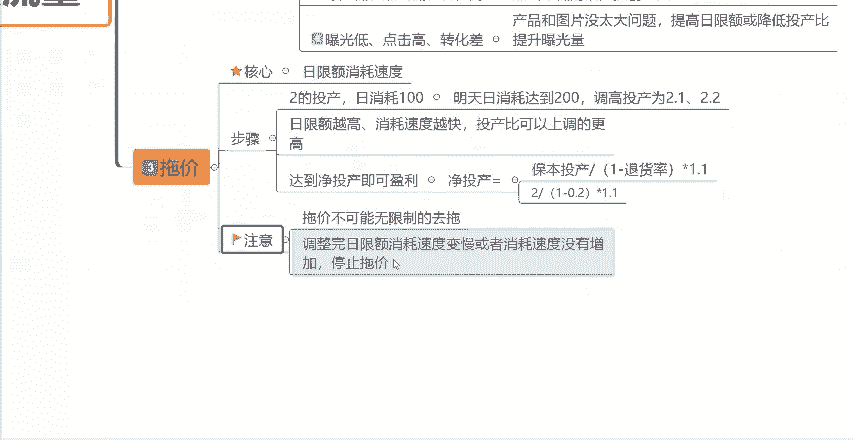 流量
产品和图片没太大问题，提高日限额或降低投产比
曝光低、点击高、转化差
提升曝光量
核心
日限额消耗速度
2的投产，日消耗100
明天日消耗达到200，调高投产为2.1、2.2
步骤
日限额越高、消耗速度越快，投产比可以上调的更
高
3拖价
达到净投产即可盈利
净投产=
保本投产/（1-退货率）*1.1
2/（1-0.2）*1.1
拖价不可能无限制的去拖
注意
调整完日限额消耗速度变慢或者消耗速度没有增
加，停止拖价